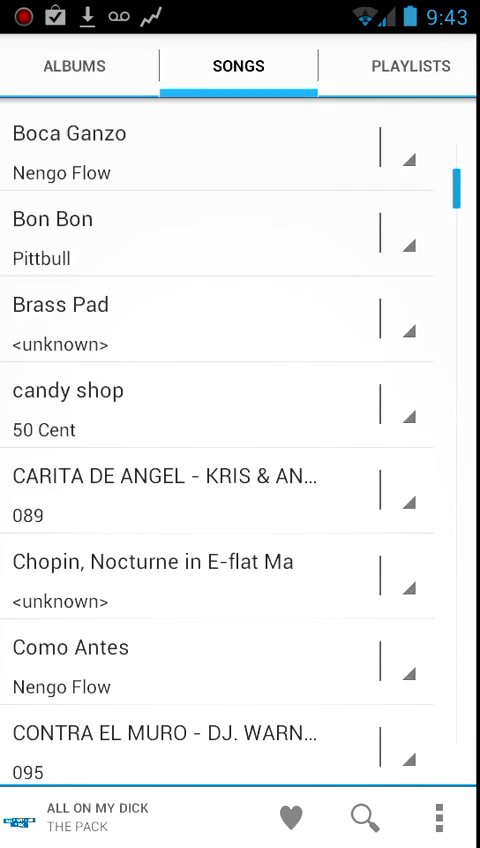 9:43
ALBUMS
SONGS
PLAYLISTS
Boca Ganzo
Nengo Flow
Bon Bon
Pittbull
Brass Pad
<unknown>
candy shop
50 Cent
CARITA DE ANGEL - KRIS & AN...
089
Chopin, Nocturne in E-flat Ma
<unknown>
Como Antes
Nengo Flow
CONTRA EL MURO - DJ. WARN...
095
ALL ON MY DICK
THE PACK